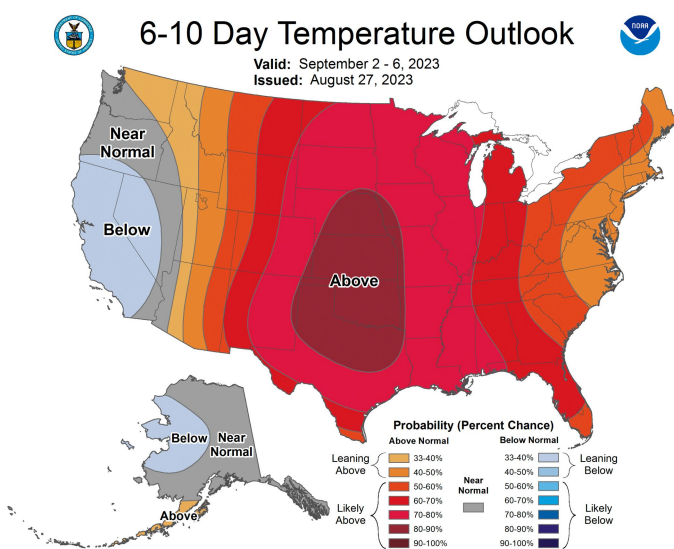 6-10 Day Temperature Outlook
NOAA
Valid: September 2 - 6, 2023
Issued: August 27, 2023
Near
Normal
Below
Above
Below
Near
Normal
Above
Probability (Percent Chance)
Above Normal
Below Normal
Leaning
Above
33-40%
40-50%
Likely
Above
50-60%
60-70%
70-80%
80-90%
90-100%
Near
Normal
33-40%
40-50%
Leaning
Below
50-60%
60-70%
70-80%
80-90%
90-100%
Likely
Below